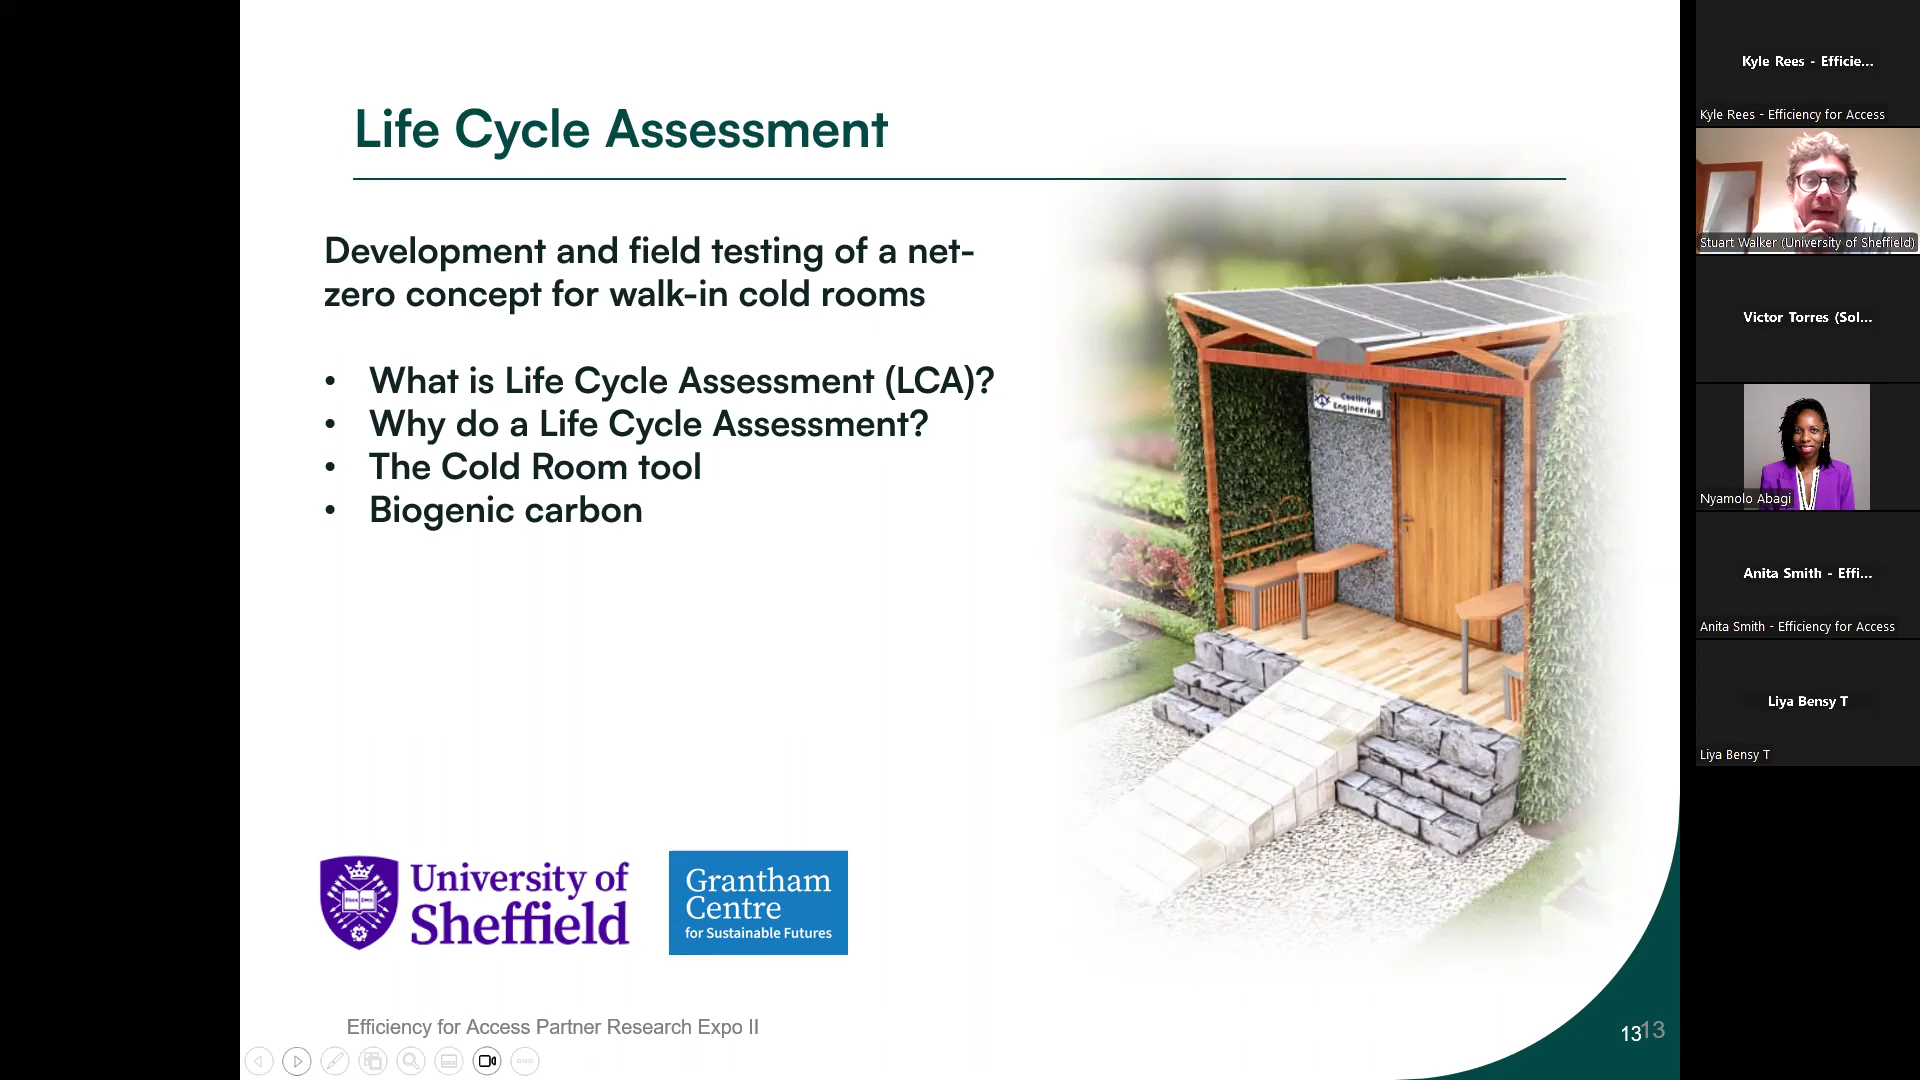 Life Cycle Assessment
Development and field testing of a net-
zero concept for walk-in cold rooms
• What is Life Cycle Assessment (LCA)?
• Why do a Life Cycle Assessment?
• The Cold Room tool
• Biogenic carbon
Cooling
Engineering
University of
Sheffield
Grantham
Centre
for Sustainable Futures
Efficiency for Access Partner Research Expo II
13
13
Kyle Rees - Efficie...
Kyle Rees - Efficiency for Access
Stuart Walker (University of Sheffield)
Victor Torres (Sol...
Nyamolo Abagi
Anita Smith - Effi...
Anita Smith - Efficiency for Access
Liya Bensy T
Liya Bensy T